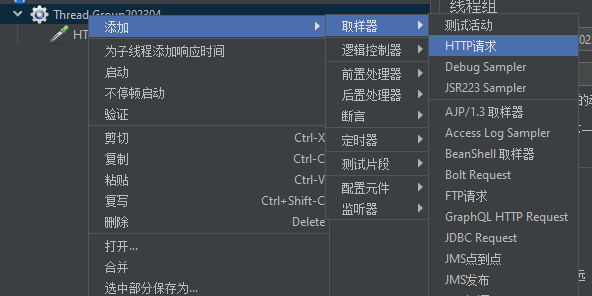 Thread Group202304
HT
添加
为子线程添加响应时间
启动
不停顿启动
验证
剪切 Ctrl-X
复制 Ctrl-C
粘贴 Ctrl-V
复写 Ctrl+Shift-C
删除 Delete
打开...
合并
选中部分保存为...
取样器
逻辑控制器
前置处理器
后置处理器
断言
定时器
测试片段
配置元件
监听器
线程组
测试活动
HTTP请求
Debug Sampler
JSR223 Sampler
AJP/1.3 取样器
Access Log Sampler
BeanShell 取样器
Bolt Request
FTP请求
GraphQL HTTP Request
JDBC Request
JMS点到点
JMS发布
02
的动
一
远